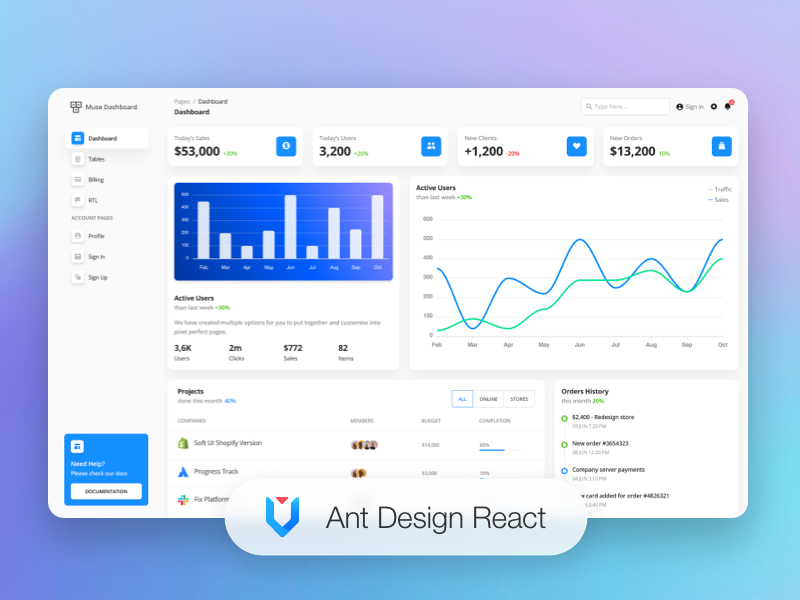 Muse Dashboard
Pages / Dashboard
Dashboard
Type here...
Sign in
Dashboard
Tables
Billing
RTL
ACCOUNT PAGES
Profile
Sign In
Sign Up
Need Help?
Please check our docs
DOCUMENTATION
Today's Sales
$53,000 +30%
Today's Users
3,200 +20%
New Clients
+1,200 -20%
New Orders
$13,200 10%
500
400
300
200
100
0
Feb Mar Apr May Jun Jul Aug Sep Oct
Active Users
than last week +30%
We have created multiple options for you to put together and customise into
pixel perfect pages.
3,6K 2m $772 82
Users Clicks Sales Items
Active Users
than last week +30%
Traffic
Sales
600
500
400
300
200
100
0
Feb Mar Apr May Jun Jul Aug Sep Oct
Projects
done this month 40%
ALL ONLINE STORES
COMPANIES MEMBERS BUDGET COMPLETION
Soft UI Shopify Version $14,000 60%
Progress Track $3,000 10%
Fix Platform
Orders History
this month 20%
$2,400 - Redesign store
09 JUN 7:20 PM
New order #3654323
08 JUN 12:20 PM
Company server payments
04 JUN 3:10 PM
card added for order #4826321
2:45 PM
Ant Design React